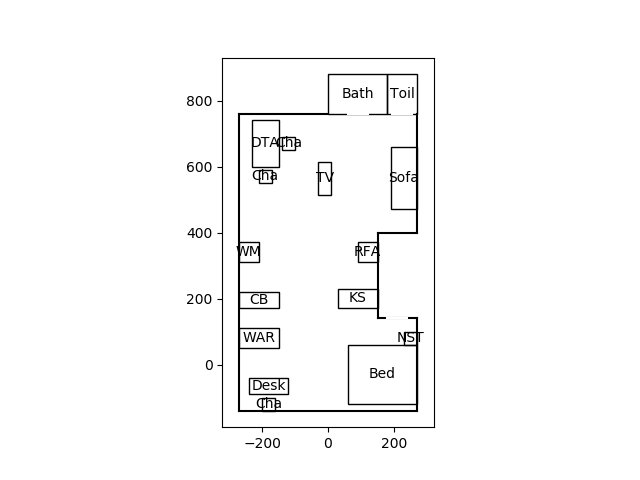 Bath Toil
800
DTA Cha
600
Cha TV Sofa
400
WM RFA
200
CB KS
WAR NST
0
Bed
Desk
Cha
−200 0 200